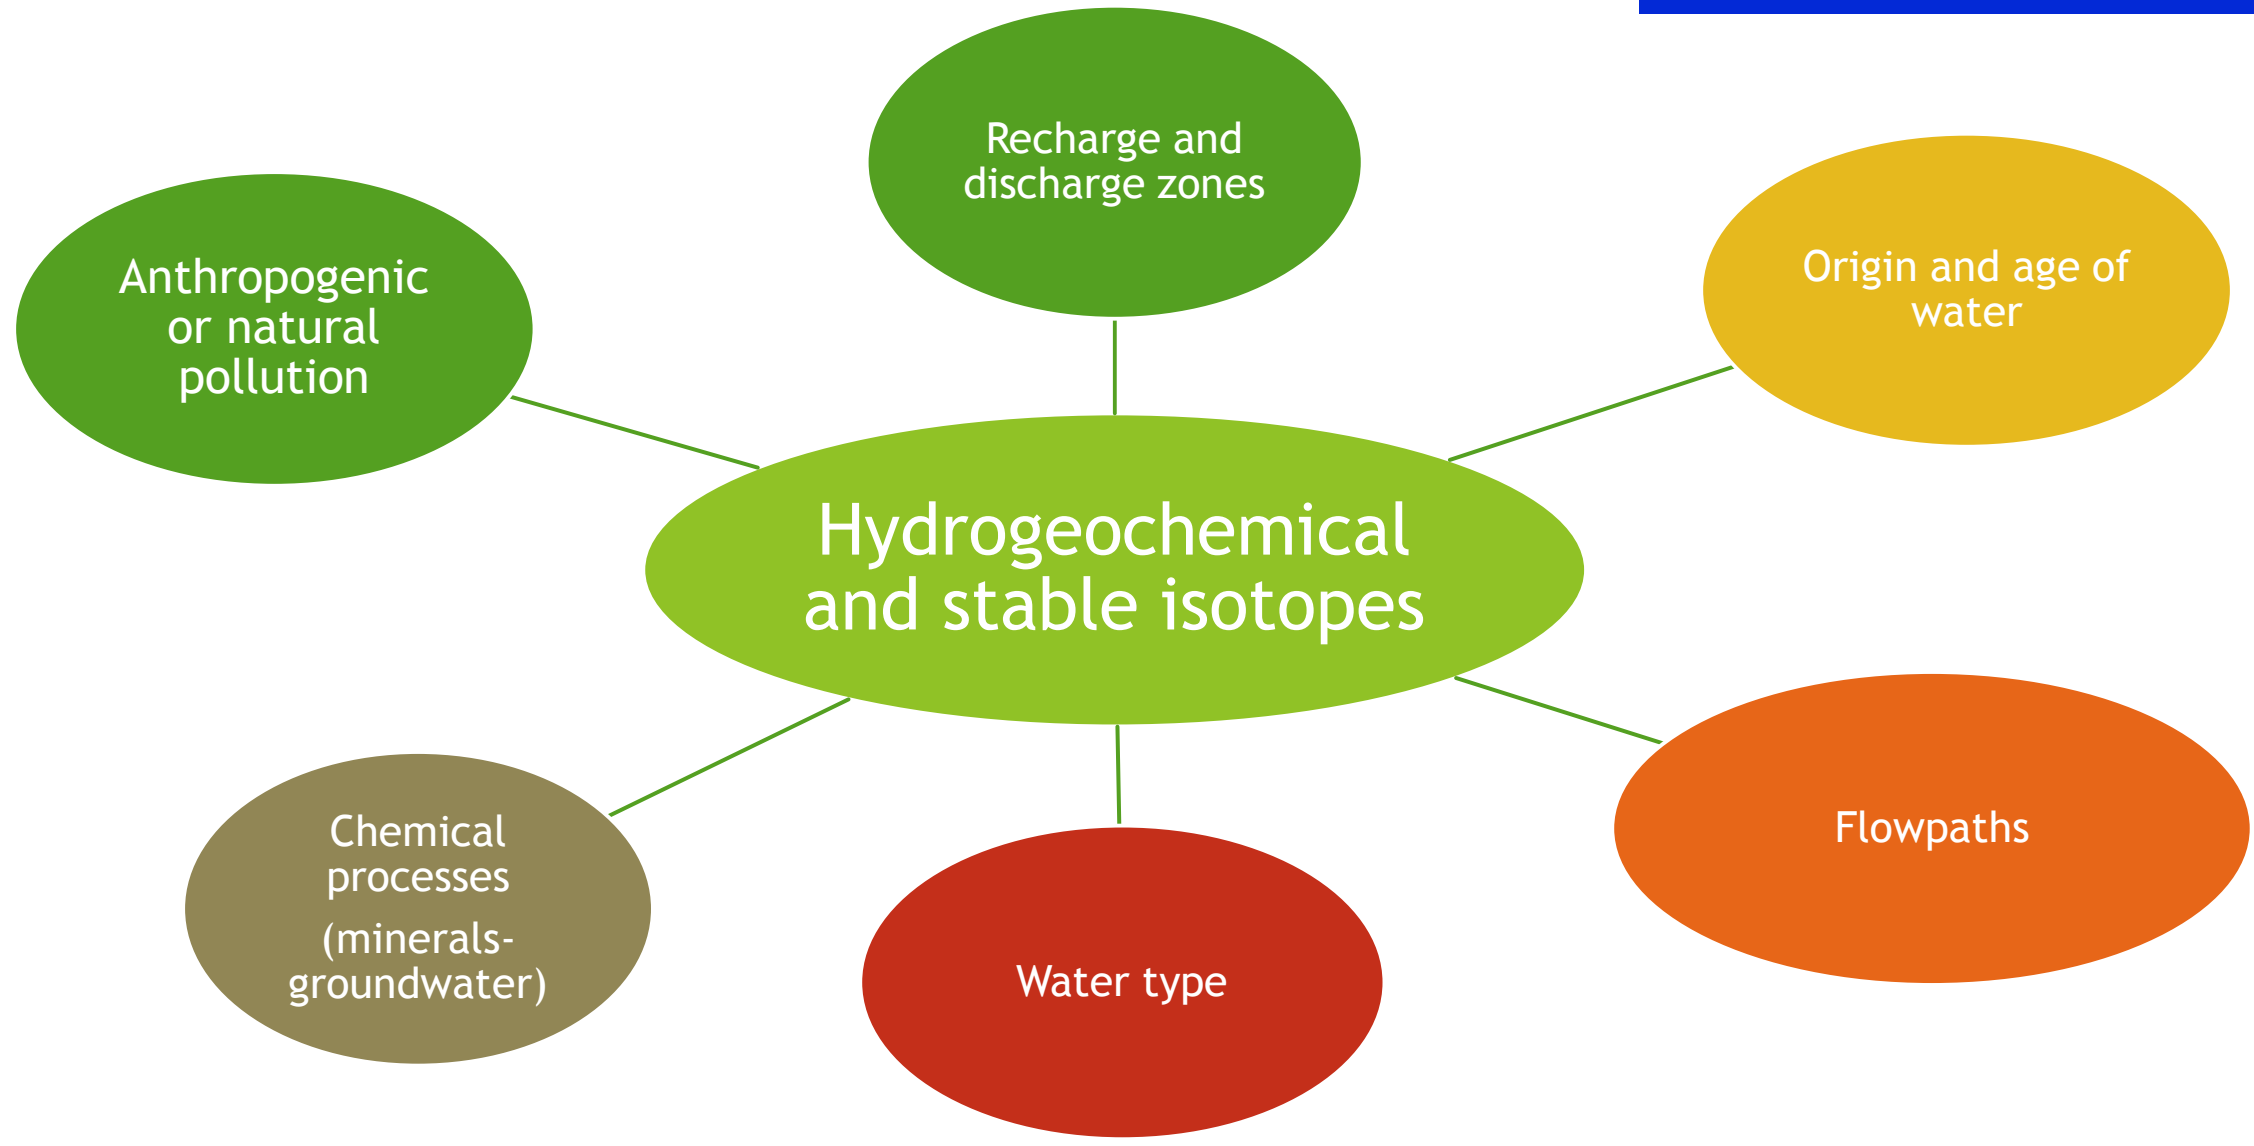 Recharge and
discharge zones
Origin and age of
water
Anthropogenic
or natural
pollution
Hydrogeochemical
and stable isotopes
Flowpaths
Chemical
processes
(minerals-
groundwater)
Water type